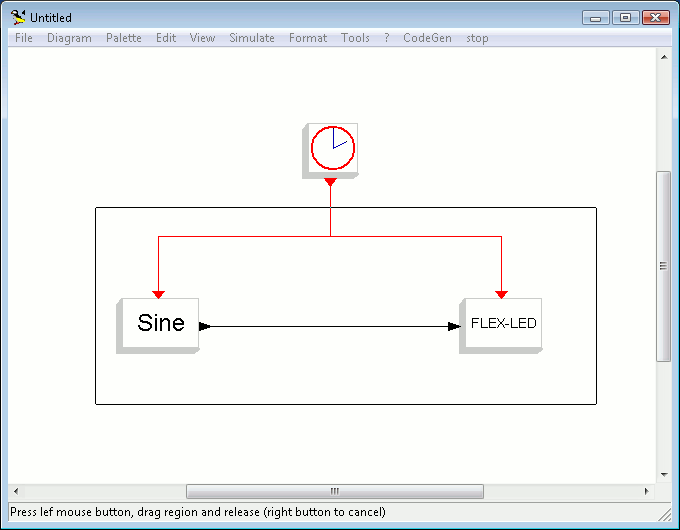 Untitled
File Diagram Palette Edit View Simulate Format Tools ? CodeGen stop
Sine
FLEX-LED
Press lef mouse button, drag region and release (right button to cancel)